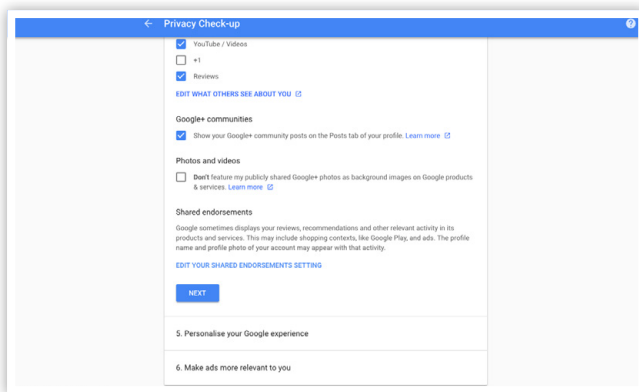 Privacy Check-up
YouTube / Videos
+1
Reviews
EDIT WHAT OTHERS SEE ABOUT YOU
Google+ communities
Show your Google+ community posts on the Posts tab of your profile. Learn more
Photos and videos
Don't feature my publicly shared Google+ photos as background images on Google products
& services. Learn more
Shared endorsements
Google sometimes displays your reviews, recommendations and other relevant activity in its
products and services. This may include shopping contexts, like Google Play, and ads. The profile
name and profile photo of your account may appear with that activity.
EDIT YOUR SHARED ENDORSEMENTS SETTING
NEXT
5. Personalise your Google experience
6. Make ads more relevant to you